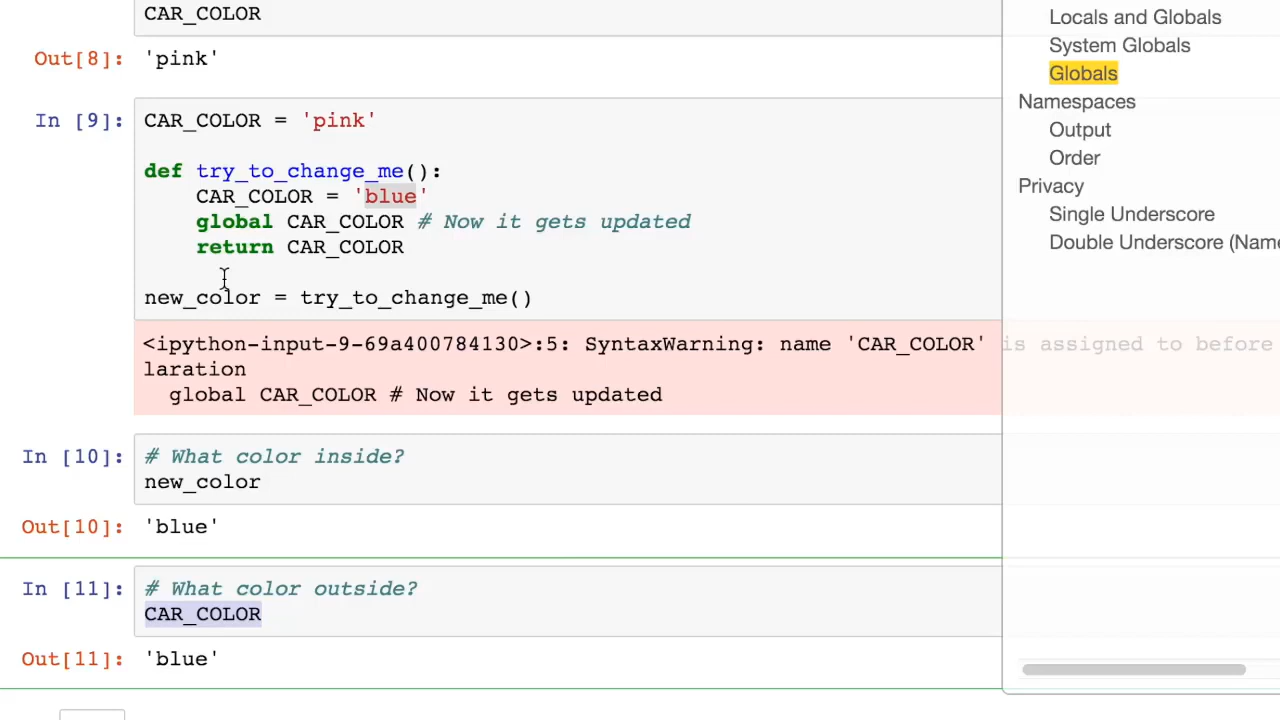 CAR_COLOR
Out[8]: 'pink'
In [9]: CAR_COLOR = 'pink'
def try_to_change_me():
    CAR_COLOR = 'blue'
    global CAR_COLOR # Now it gets updated
    return CAR_COLOR
new_color = try_to_change_me()
<ipython-input-9-69a400784130>:5: SyntaxWarning: name 'CAR_COLOR' is assigned to before
laration
  global CAR_COLOR # Now it gets updated
In [10]: # What color inside?
new_color
Out[10]: 'blue'
In [11]: # What color outside?
CAR_COLOR
Out[11]: 'blue'
Locals and Globals
System Globals
Globals
Namespaces
Output
Order
Privacy
Single Underscore
Double Underscore (Name